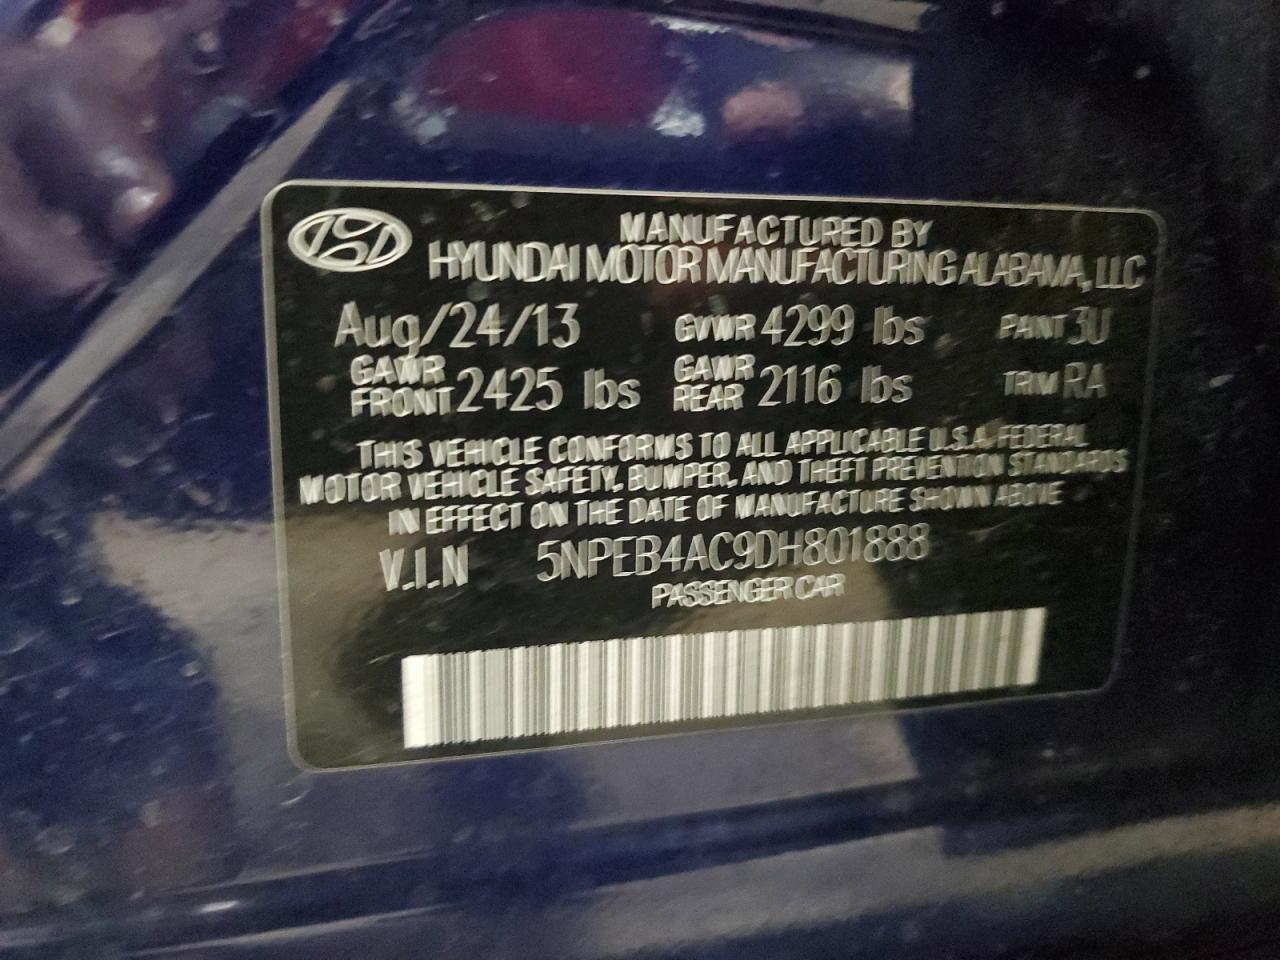 MANUFACTURED BY
HYUNDAI MOTOR MANUFACTURING ALABAMA, LLC
Aug/24/13 GVWR 4299 lbs PAINT 3U
GAWR FRONT 2425 lbs GAWR REAR 2116 lbs TRIM RA
THIS VEHICLE CONFORMS TO ALL APPLICABLE U.S.A. FEDERAL
MOTOR VEHICLE SAFETY, BUMPER, AND THEFT PREVENTION STANDARDS
IN EFFECT ON THE DATE OF MANUFACTURE SHOWN ABOVE
V.I.N 5NPEB4AC9DH801888
PASSENGER CAR